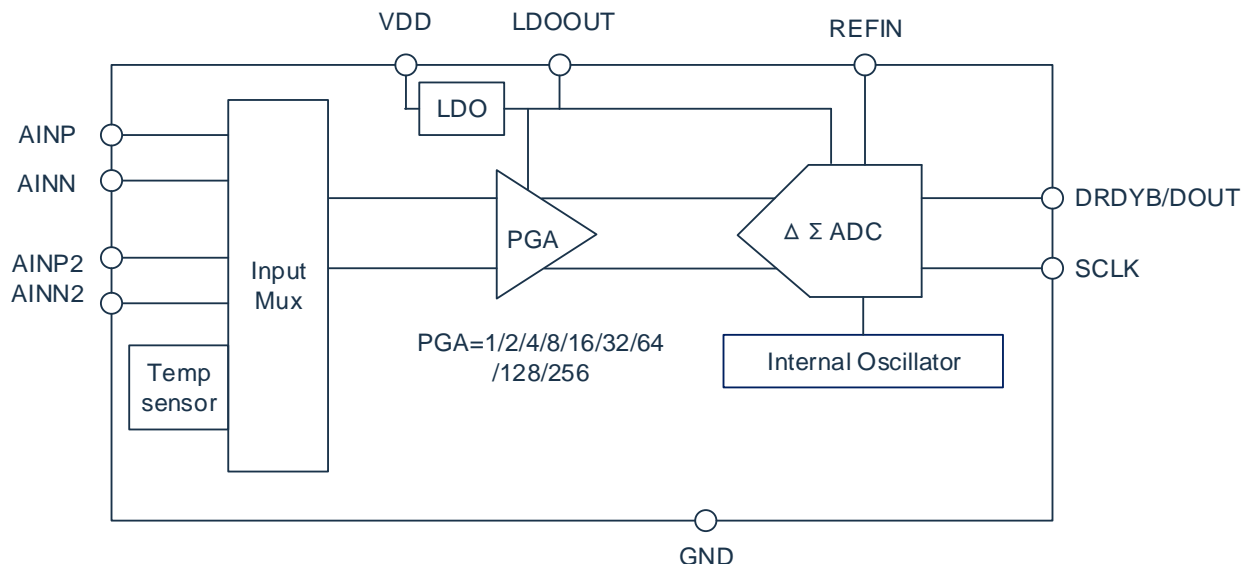 VDD
LDOOUT
REFIN
LDO
AINP
AINN
AINP2
AINN2
Input
Mux
Temp
sensor
PGA
PGA=1/2/4/8/16/32/64
/128/256
Δ Σ ADC
Internal Oscillator
DRDYB/DOUT
SCLK
GND